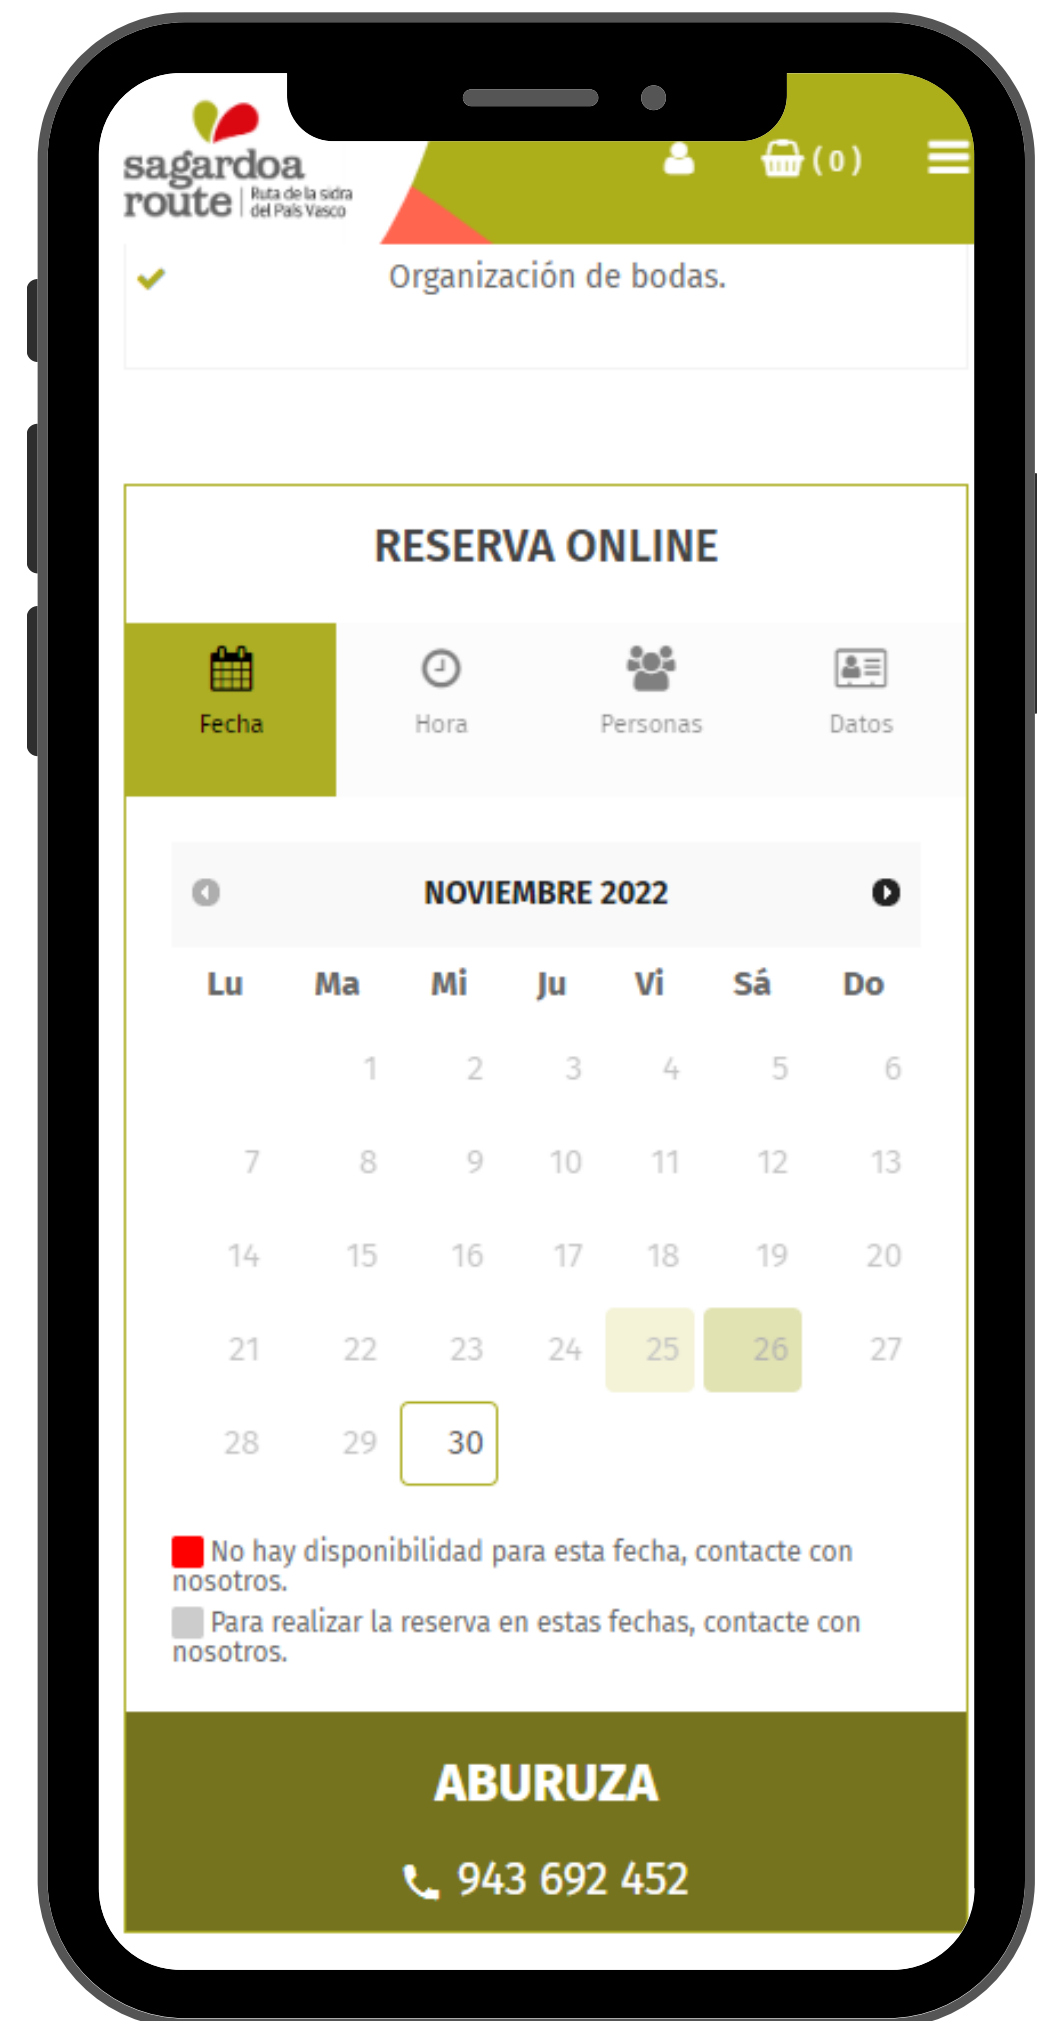 sagardoa
route
Ruta de la sidra
del País Vasco
(0)
Organización de bodas.
RESERVA ONLINE
Fecha Hora Personas Datos
NOVIEMBRE 2022
Lu Ma Mi Ju Vi Sá Do
1 2 3 4 5 6
7 8 9 10 11 12 13
14 15 16 17 18 19 20
21 22 23 24 25 26 27
28 29 30
No hay disponibilidad para esta fecha, contacte con
nosotros.
Para realizar la reserva en estas fechas, contacte con
nosotros.
ABURUZA
943 692 452